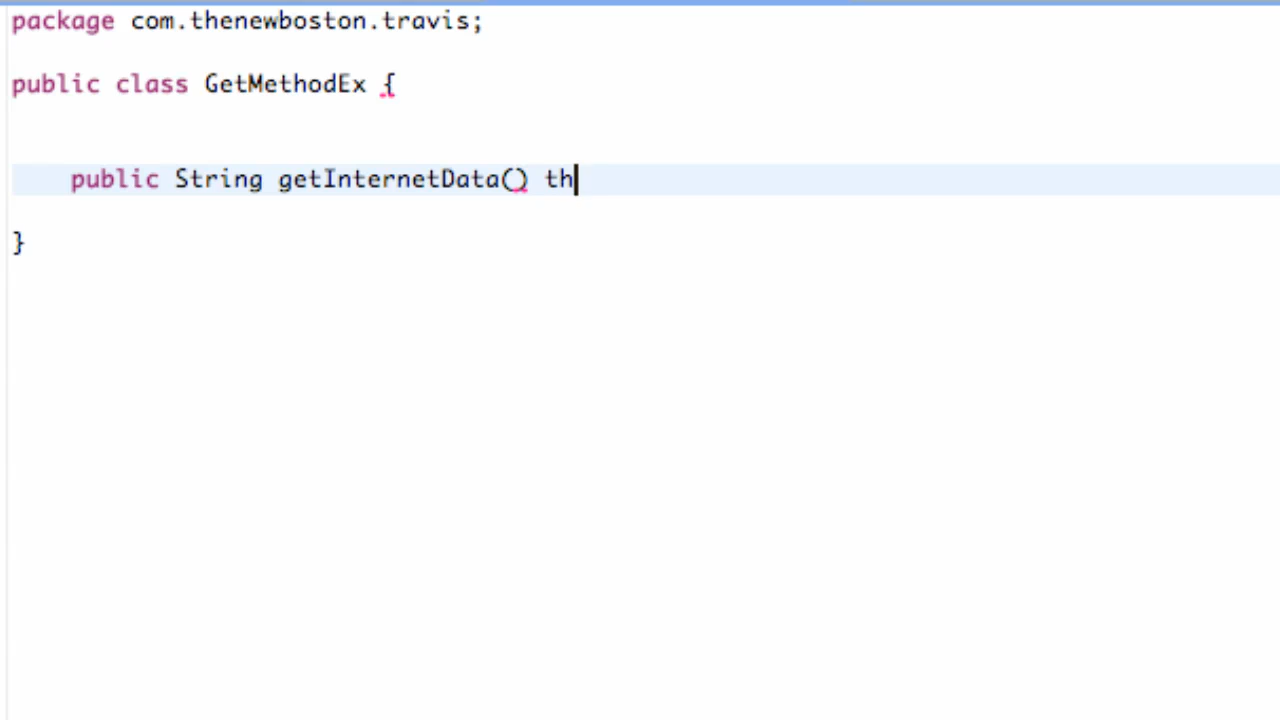 package com.thenewboston.travis;
public class GetMethodEx {
public String getInternetData() th
}